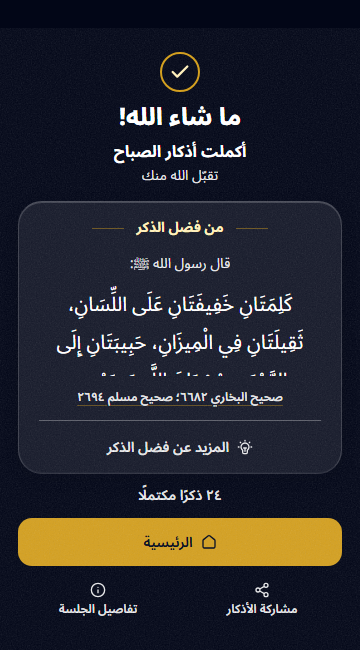 ما شاء الله!
أكملت أذكار الصباح
تقبّل الله منك
من فضل الذكر
قال رسول الله ﷺ:
كَلِمَتَانِ خَفِيفَتَانِ عَلَى اللِّسَانِ،
ثَقِيلَتَانِ فِي الْمِيزَانِ، حَبِيبَتَانِ إِلَى
صحيح البخاري ٦٦٨٢؛ صحيح مسلم ٢٦٩٤
المزيد عن فضل الذكر
٢٤ ذكرًا مكتملًا
الرئيسية
مشاركة الأذكار
تفاصيل الجلسة